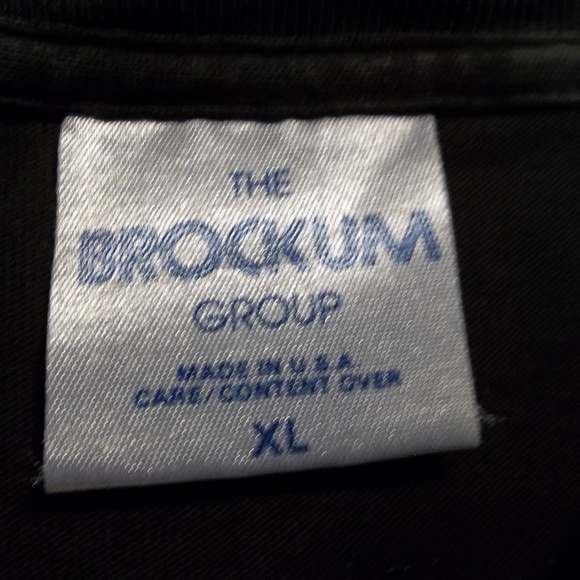 THE
BROCKUM
GROUP
MADE IN U.S.A.
CARE/CONTENT OVER
XL